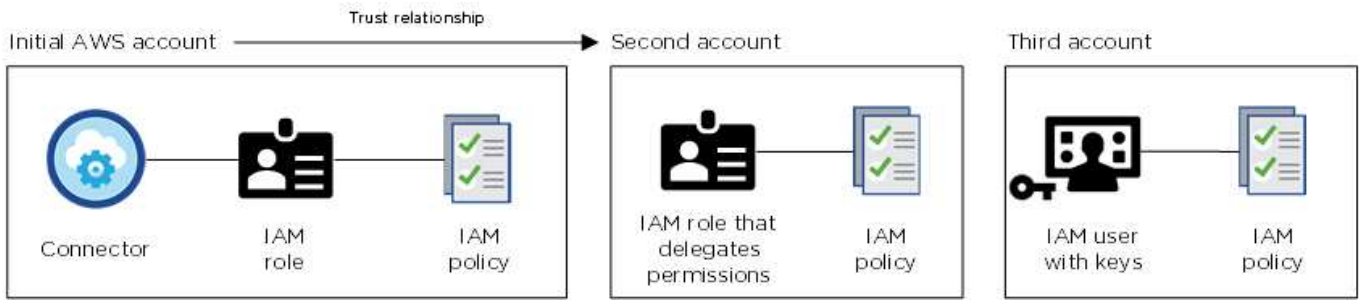 Trust relationship
Initial AWS account
Second account
Third account
Connector
IAM
role
IAM
policy
IAM role that
delegates
permissions
IAM
policy
IAM user
with keys
IAM
policy